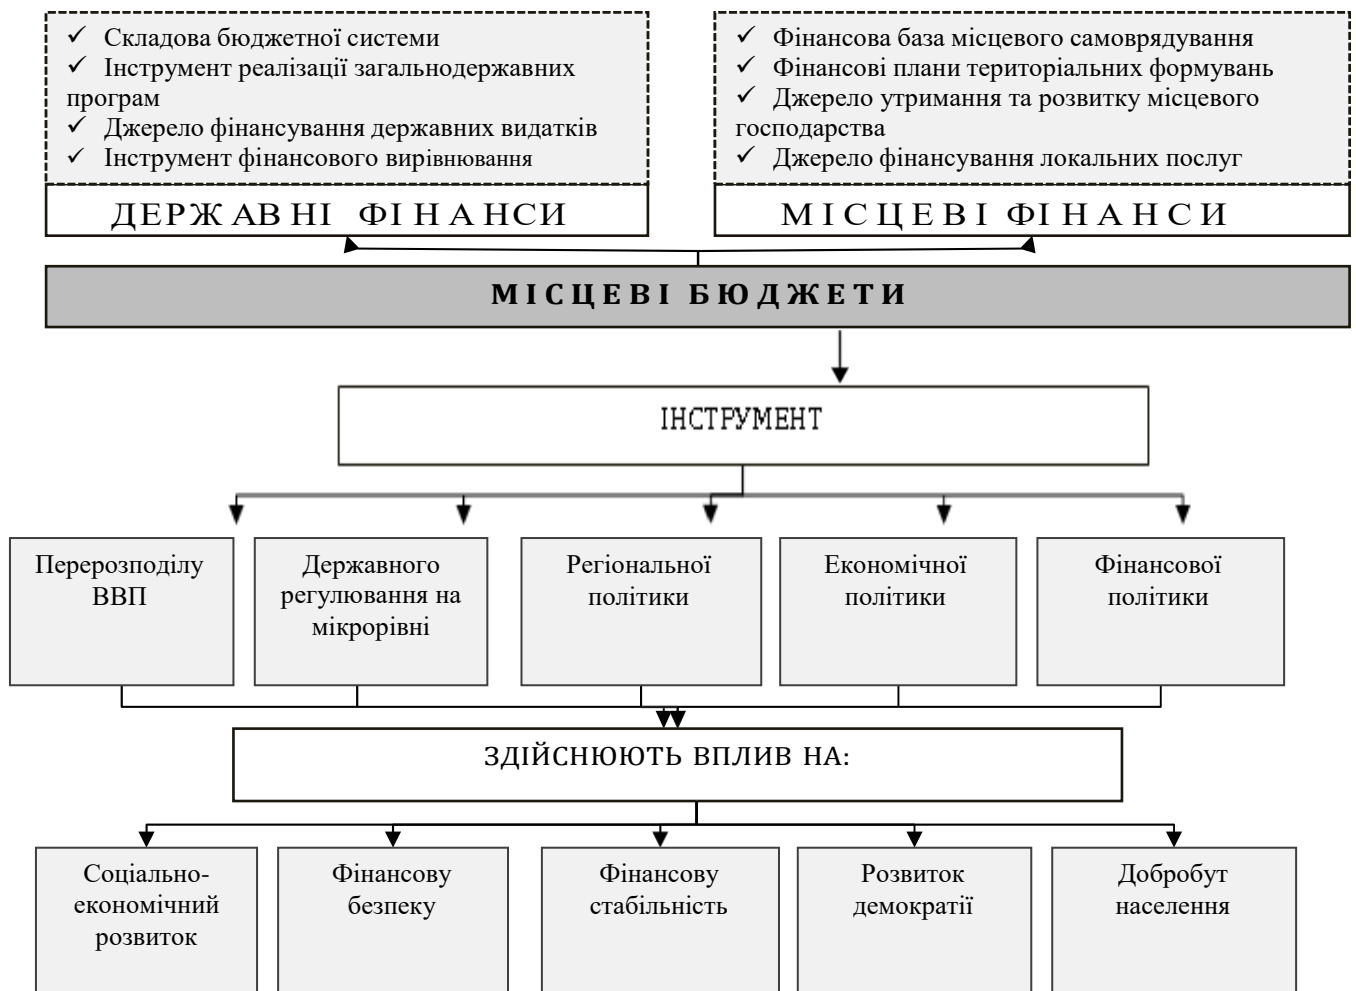 ✓ Складова бюджетної системи
✓ Інструмент реалізації загальнодержавних
програм
✓ Джерело фінансування державних видатків
✓ Інструмент фінансового вирівнювання
ДЕРЖАВНІ ФІНАНСИ
✓ Фінансова база місцевого самоврядування
✓ Фінансові плани територіальних формувань
✓ Джерело утримання та розвитку місцевого
господарства
✓ Джерело фінансування локальних послуг
МІСЦЕВІ ФІНАНСИ
МІСЦЕВІ БЮДЖЕТИ
ІНСТРУМЕНТ
Перерозподілу
ВВП
Державного
регулювання на
мікрорівні
Регіональної
політики
Економічної
політики
Фінансової
політики
ЗДІЙСНЮЮТЬ ВПЛИВ НА:
Соціально-
економічний
розвиток
Фінансову
безпеку
Фінансову
стабільність
Розвиток
демократії
Добробут
населення